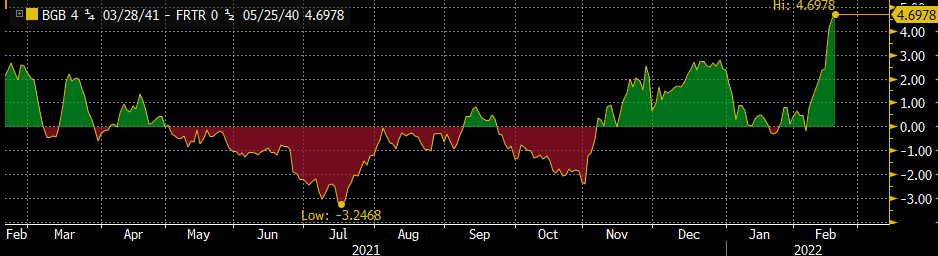 BGB 4 ¼ 03/28/41 - FRTR 0 ½ 05/25/40 4.6978
Hi: 4.6978
4.6978
4.00
3.00
2.00
1.00
0.00
-1.00
-2.00
-3.00
Low: -3.2468
Feb Mar Apr May Jun Jul Aug Sep Oct Nov Dec Jan Feb
2021 2022